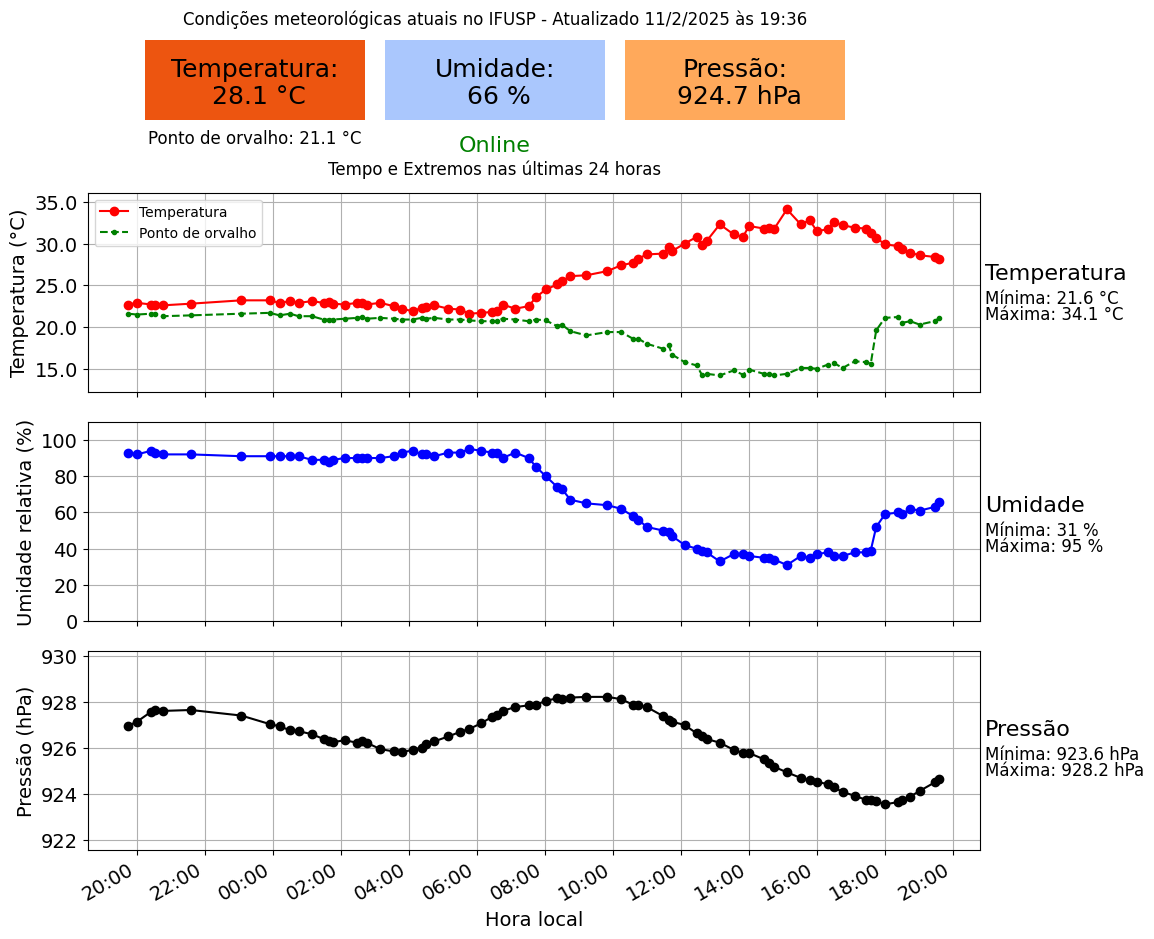 Condições meteorológicas atuais no IFUSP - Atualizado 11/2/2025 às 19:36
Temperatura:
28.1 °C
Umidade:
66 %
Pressão:
924.7 hPa
Ponto de orvalho: 21.1 °C
Online
Tempo e Extremos nas últimas 24 horas
Temperatura (°C)
35.0
30.0
25.0
20.0
15.0
Temperatura
Ponto de orvalho
Temperatura
Mínima: 21.6 °C
Máxima: 34.1 °C
Umidade relativa (%)
100
80
60
40
20
0
Umidade
Mínima: 31 %
Máxima: 95 %
Pressão (hPa)
930
928
926
924
922
Pressão
Mínima: 923.6 hPa
Máxima: 928.2 hPa
20:00 22:00 00:00 02:00 04:00 06:00 08:00 10:00 12:00 14:00 16:00 18:00 20:00
Hora local